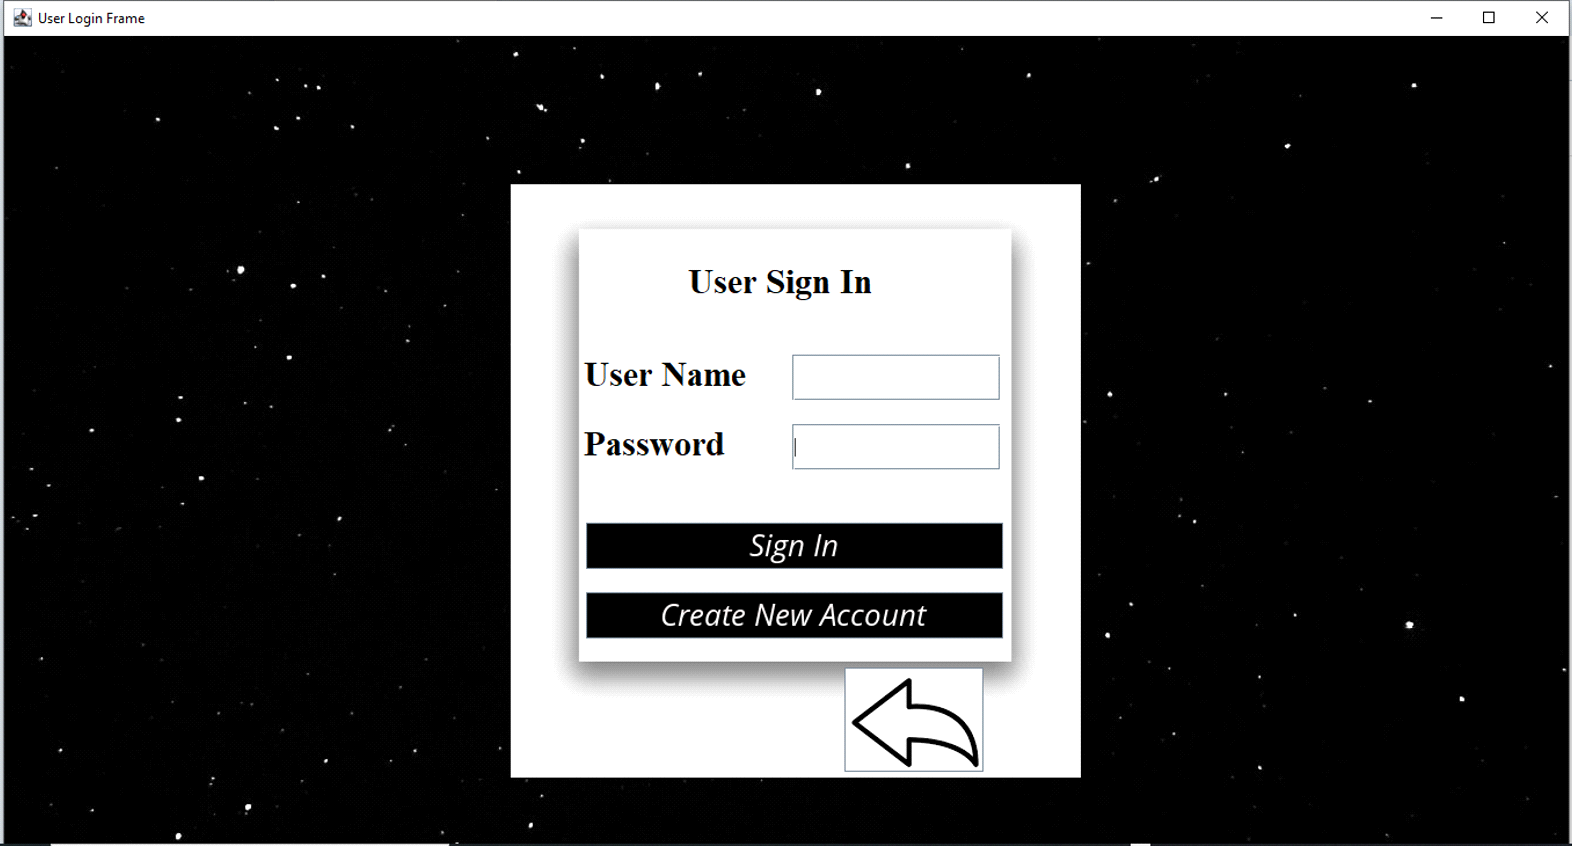 User Login Frame
User Sign In
User Name
Password
Sign In
Create New Account